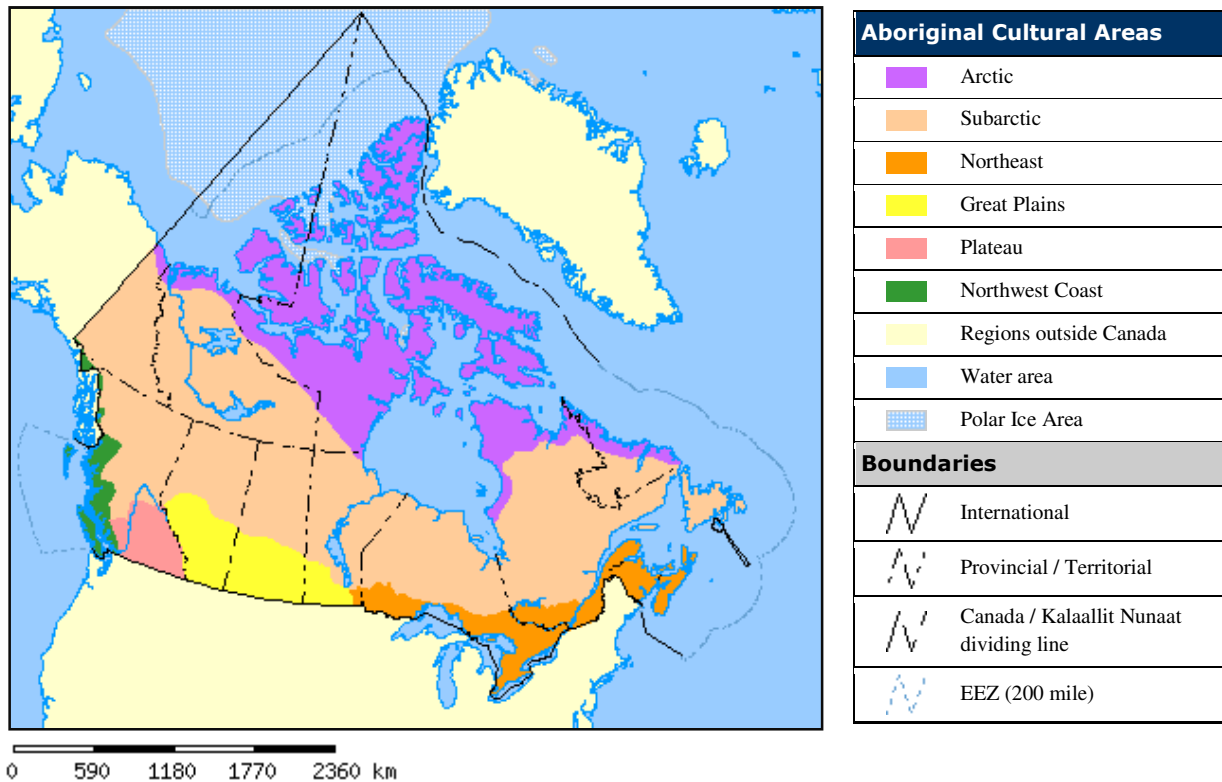 Aboriginal Cultural Areas
Arctic
Subarctic
Northeast
Great Plains
Plateau
Northwest Coast
Regions outside Canada
Water area
Polar Ice Area
Boundaries
International
Provincial / Territorial
Canada / Kalaallit Nunaat
dividing line
EEZ (200 mile)
0 590 1180 1770 2360 km